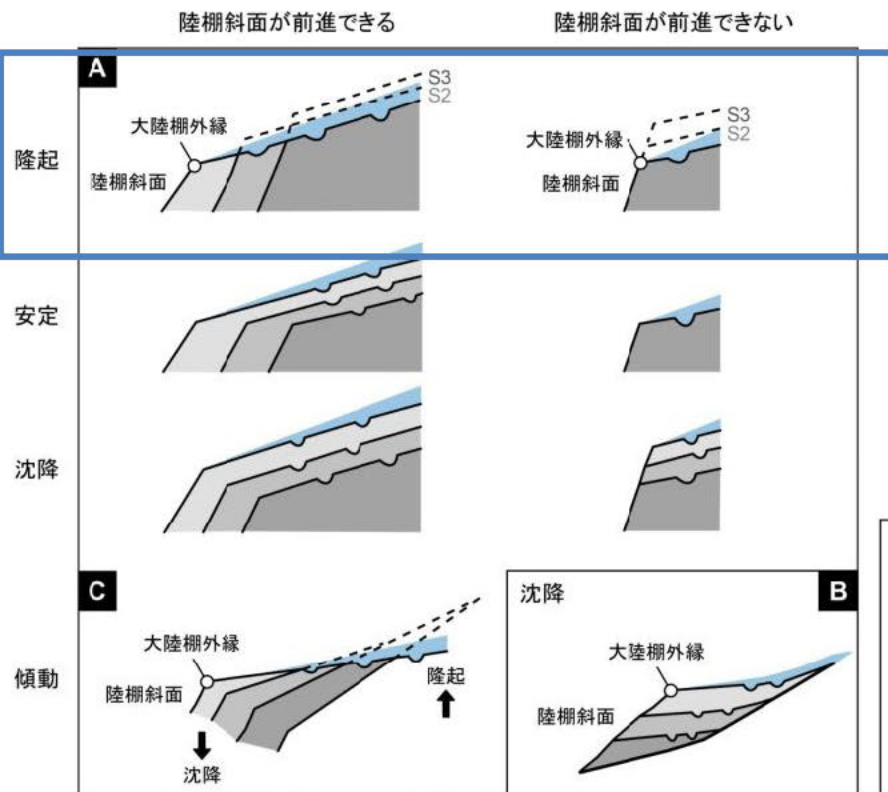 陸棚斜面が前進できる
陸棚斜面が前進できない
A
隆起
大陸棚外縁
陸棚斜面
S3
S2
大陸棚外縁
陸棚斜面
S3
S2
安定
沈降
C
傾動
大陸棚外縁
陸棚斜面
沈降
隆起
沈降
B
大陸棚外縁
陸棚斜面